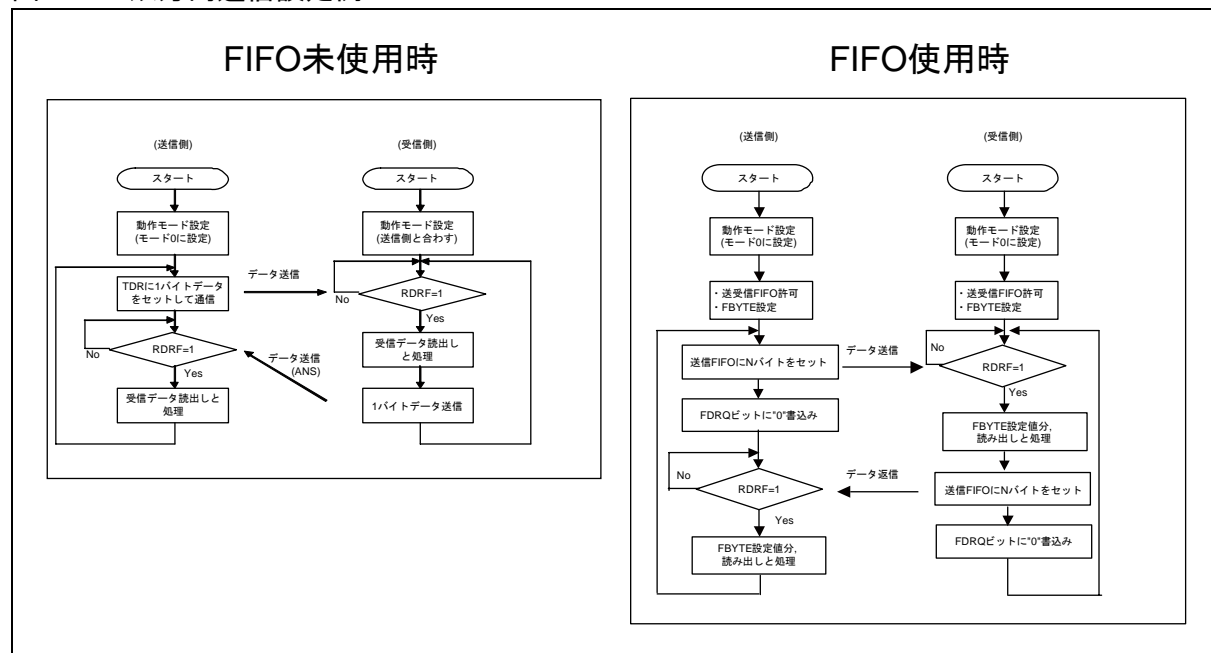 FIFO未使用時
(送信側)
スタート
動作モード設定
(モード0に設定)
TDRに1バイトデータ
をセットして通信
RDRF=1
No
Yes
受信データ読出しと
処理
データ送信
データ送信
(ANS)
(受信側)
スタート
動作モード設定
(送信側と合わす)
RDRF=1
No
Yes
受信データ読出し
と処理
1バイトデータ送信
FIFO使用時
(送信側)
スタート
動作モード設定
(モード0に設定)
・送受信FIFO許可
・FBYTE設定
送信FIFOにNバイトをセット
FDRQビットに"0"書込み
RDRF=1
No
Yes
FBYTE設定値分,
読み出しと処理
データ送信
データ返信
(受信側)
スタート
動作モード設定
(モード0に設定)
・送受信FIFO許可
・FBYTE設定
RDRF=1
No
Yes
FBYTE設定値分,
読み出しと処理
送信FIFOにNバイトをセット
FDRQビットに"0"書込み